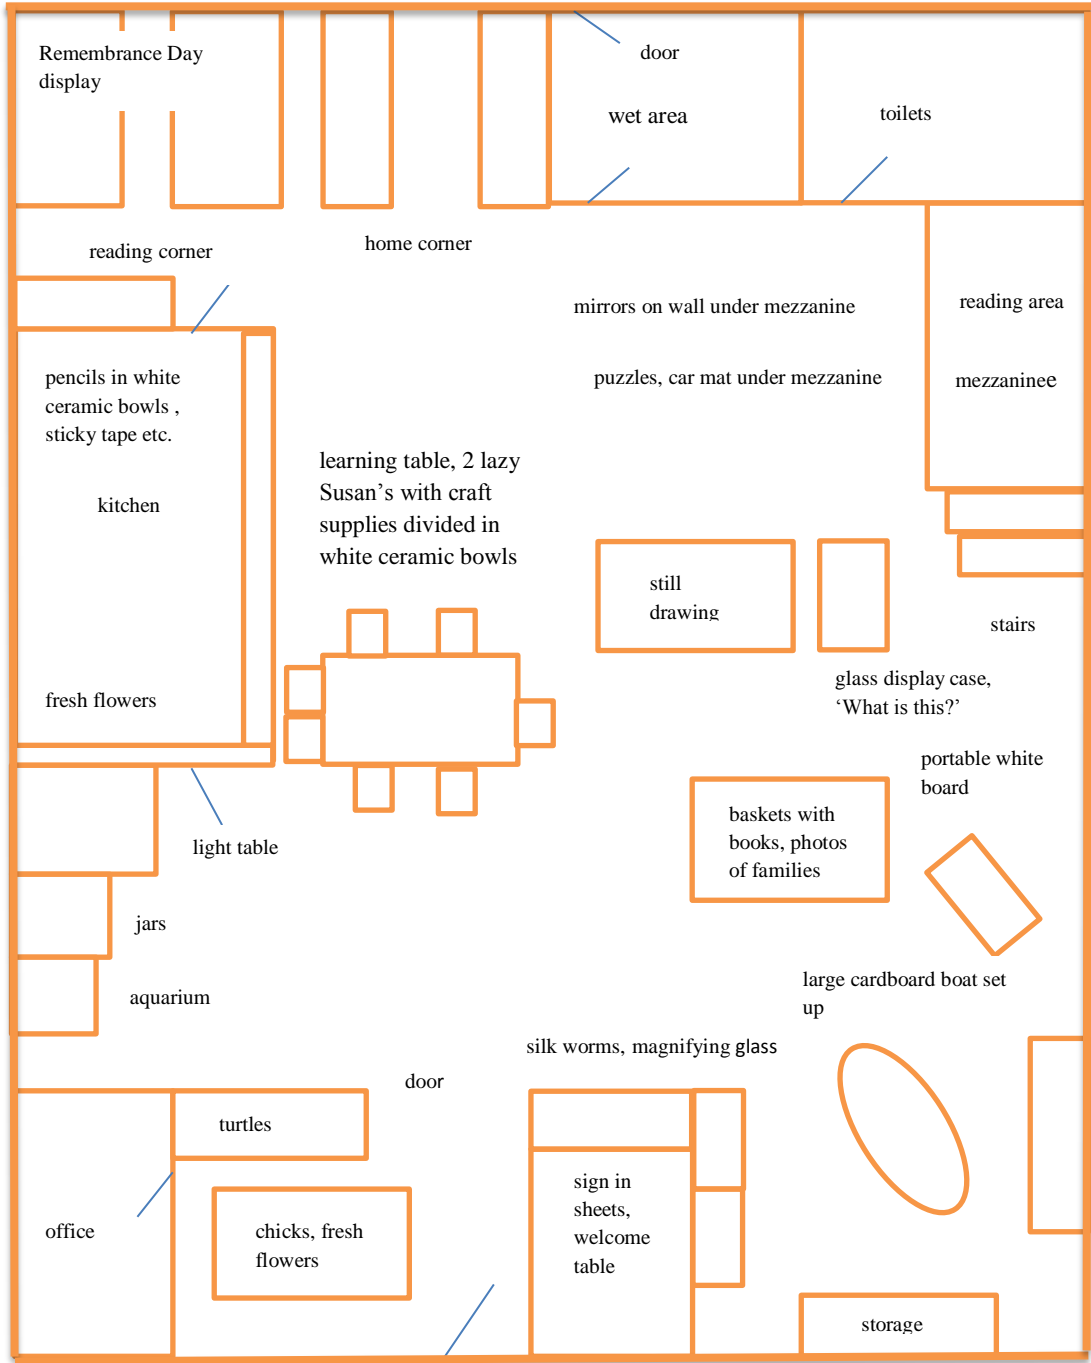 Remembrance Day
display
door
wet area
toilets
reading corner
home corner
mirrors on wall under mezzanine
reading area
puzzles, car mat under mezzanine
mezzaninee
pencils in white
ceramic bowls ,
sticky tape etc.
kitchen
fresh flowers
learning table, 2 lazy
Susan’s with craft
supplies divided in
white ceramic bowls
still
drawing
stairs
glass display case,
‘What is this?’
portable white
board
baskets with
books, photos
of families
light table
jars
aquarium
large cardboard boat set
up
silk worms, magnifying glass
door
turtles
office
chicks, fresh
flowers
sign in
sheets,
welcome
table
storage